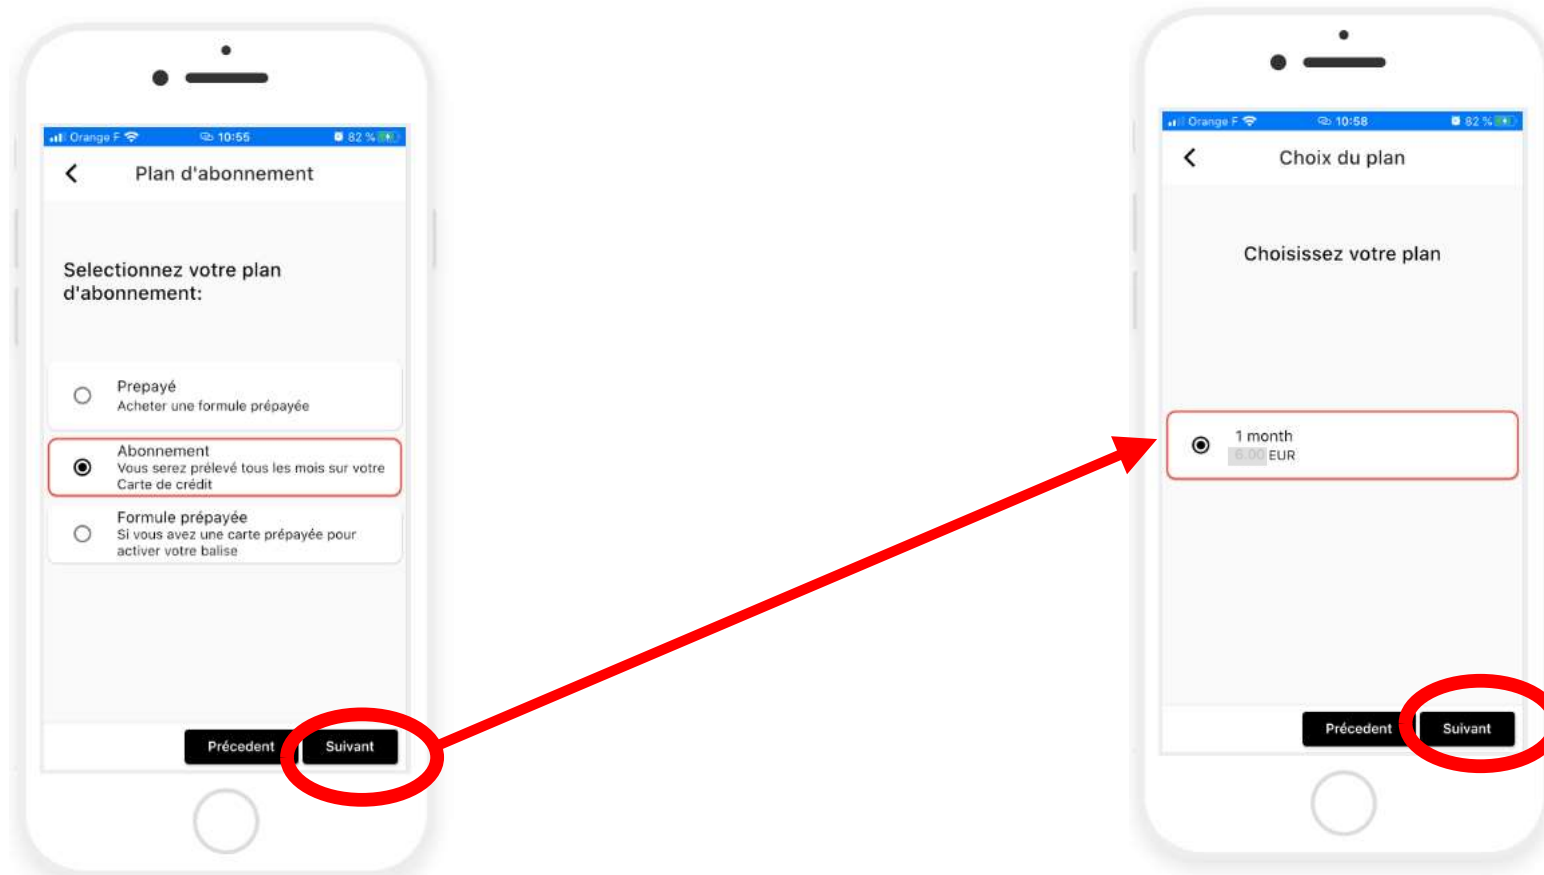 Orange F 10:55 82 %
Plan d'abonnement
Selectionnez votre plan
d'abonnement:
Prepayé
Acheter une formule prépayée
Abonnement
Vous serez prélevé tous les mois sur votre
Carte de crédit
Formule prépayée
Si vous avez une carte prépayée pour
activer votre balise
Précedent Suivant
Orange F 10:58 82 %
Choix du plan
Choisissez votre plan
1 month
6.00 EUR
Précedent Suivant